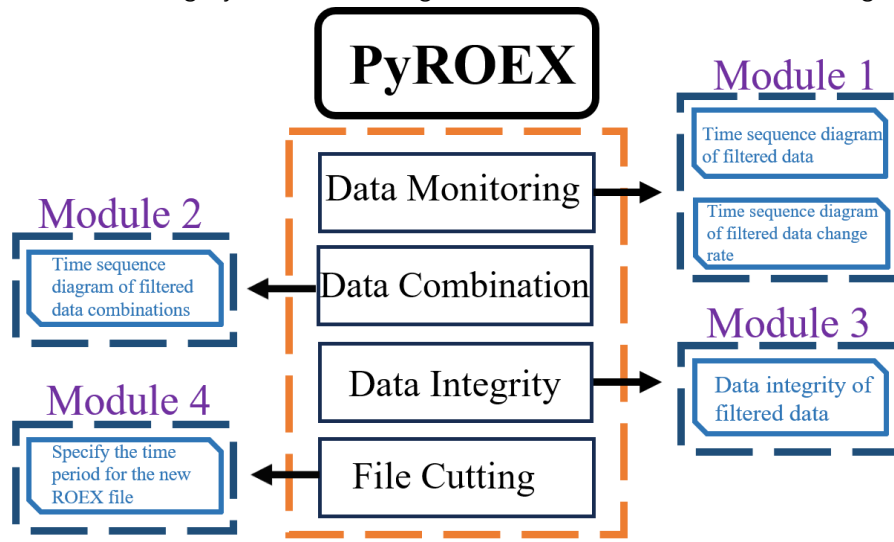 PyROEX
Module 1
Time sequence diagram
of filtered data
Time sequence diagram
of filtered data change
rate
Data Monitoring
Module 2
Time sequence
diagram of filtered
data combinations
Data Combination
Module 3
Data integrity of
filtered data
Data Integrity
Module 4
Specify the time
period for the new
ROEX file
File Cutting